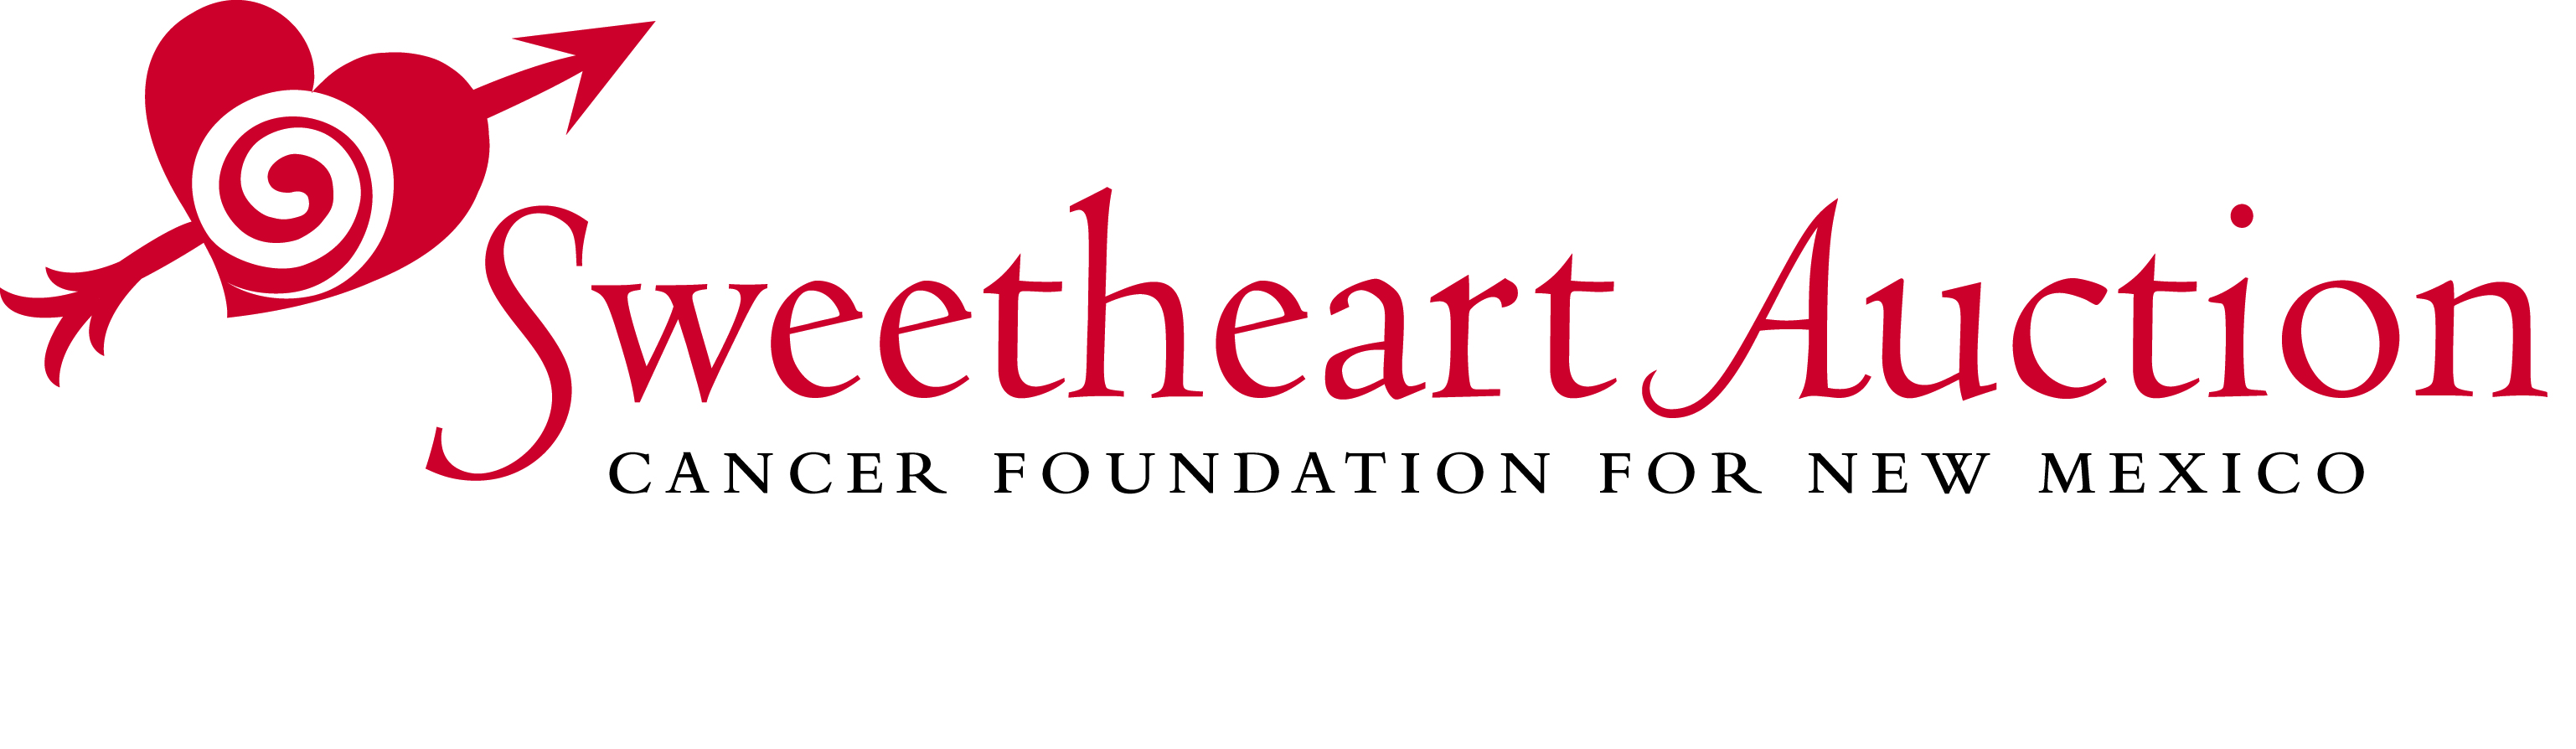 Sweetheart Auction
CANCER FOUNDATION FOR NEW MEXICO